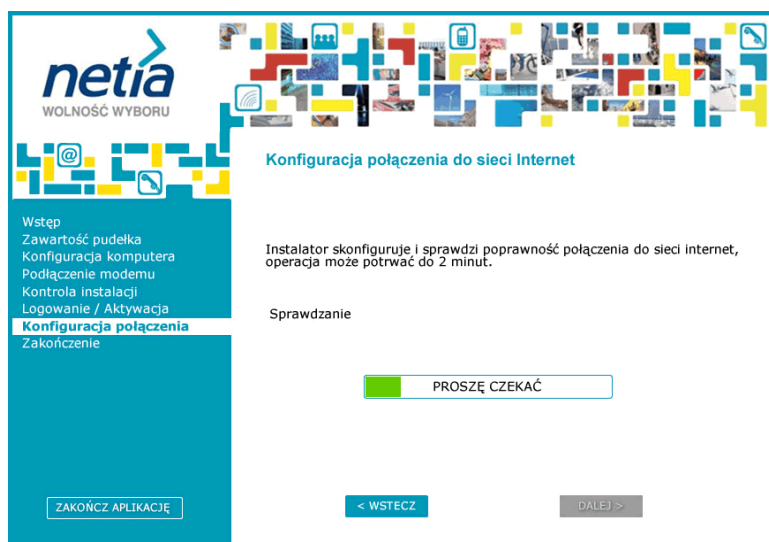 netia
WOLNOŚĆ WYBORU
@
Konfiguracja połączenia do sieci Internet
Wstęp
Zawartość pudełka
Konfiguracja komputera
Podłączenie modemu
Kontrola instalacji
Logowanie / Aktywacja
Konfiguracja połączenia
Zakończenie
Instalator skonfiguruje i sprawdzi poprawność połączenia do sieci internet,
operacja może potrwać do 2 minut.
Sprawdzanie
PROSZĘ CZEKAĆ
ZAKOŃCZ APLIKACJĘ
< WSTECZ
DALEJ >